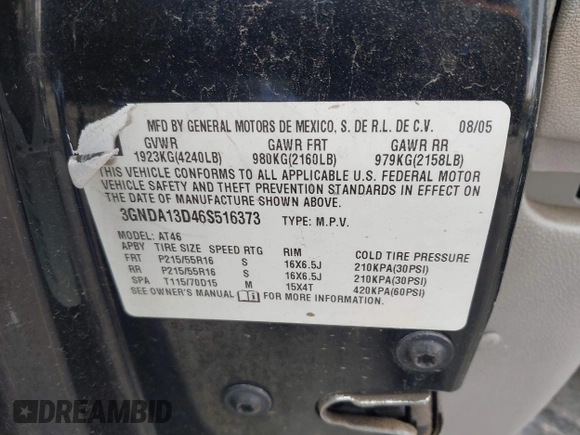 MFD BY GENERAL MOTORS DE MEXICO, S. DE R.L. DE C.V. 08/05
GVWR GAWR FRT GAWR RR
1923KG(4240LB) 980KG(2160LB) 979KG(2158LB)
THIS VEHICLE CONFORMS TO ALL APPLICABLE U.S. FEDERAL MOTOR
VEHICLE SAFETY AND THEFT PREVENTION STANDARDS IN EFFECT ON
THE DATE OF MANUFACTURE SHOWN ABOVE.
3GNDA13D46S516373 TYPE: M.P.V.
MODEL: AT46
APBY TIRE SIZE SPEED RTG RIM COLD TIRE PRESSURE
FRT P215/55R16 S 16X6.5J 210KPA(30PSI)
RR P215/55R16 S 16X6.5J 210KPA(30PSI)
SPA T115/70D15 M 15X4T 420KPA(60PSI)
SEE OWNER'S MANUAL FOR MORE INFORMATION.
DREAMBID